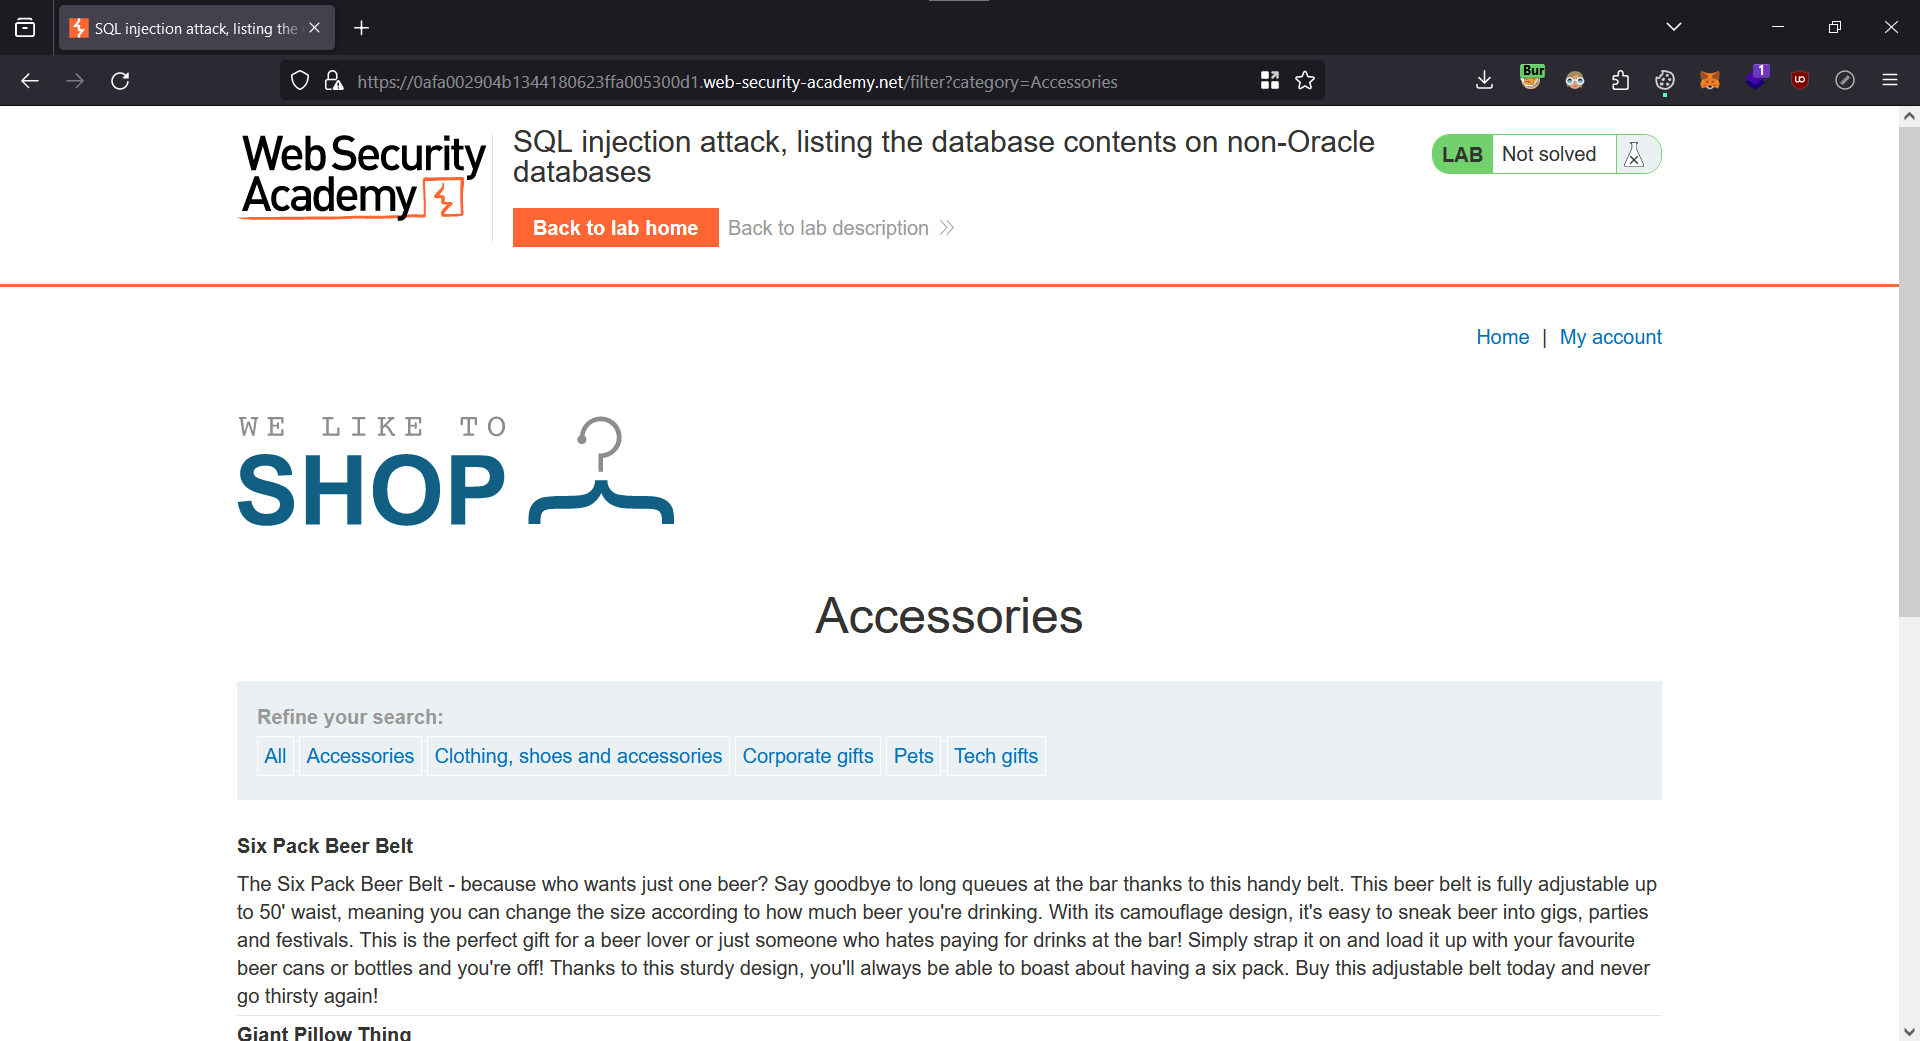 SQL injection attack, listing the
https://0afa002904b1344180623ffa005300d1.web-security-academy.net/filter?category=Accessories
Bur
1
Web Security
Academy
SQL injection attack, listing the database contents on non-Oracle
databases
LAB Not solved
Back to lab home Back to lab description
Home | My account
WE LIKE TO
SHOP
Accessories
Refine your search:
All Accessories Clothing, shoes and accessories Corporate gifts Pets Tech gifts
Six Pack Beer Belt
The Six Pack Beer Belt - because who wants just one beer? Say goodbye to long queues at the bar thanks to this handy belt. This beer belt is fully adjustable up
to 50' waist, meaning you can change the size according to how much beer you're drinking. With its camouflage design, it's easy to sneak beer into gigs, parties
and festivals. This is the perfect gift for a beer lover or just someone who hates paying for drinks at the bar! Simply strap it on and load it up with your favourite
beer cans or bottles and you're off! Thanks to this sturdy design, you'll always be able to boast about having a six pack. Buy this adjustable belt today and never
go thirsty again!
Giant Pillow Thing